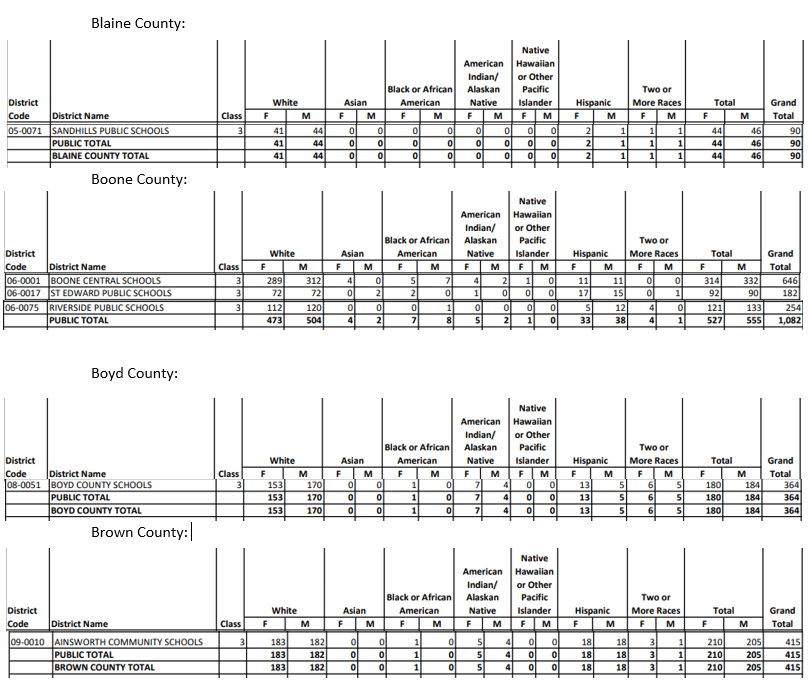 Blaine County:
Native
American Hawaiian
Indian/ or Other
Black or African Alaskan Pacific Two or
District White Asian American Native Islander Hispanic More Races Total Grand
Code District Name Class F M F M F M F M F M F M F M F M Total
05-0071 SANDHILLS PUBLIC SCHOOLS 3 41 44 0 0 0 0 0 0 0 0 2 1 1 1 44 46 90
PUBLIC TOTAL 41 44 0 0 0 0 0 0 0 0 2 1 1 1 44 46 90
BLAINE COUNTY TOTAL 41 44 0 0 0 0 0 0 0 0 2 1 1 1 44 46 90
Boone County:
Native
American Hawaiian
Indian/ or Other
Black or African Alaskan Pacific Two or
District White Asian American Native Islander Hispanic More Races Total Grand
Code District Name Class F M F M F M F M F M F M F M F M Total
06-0001 BOONE CENTRAL SCHOOLS 3 289 312 4 0 5 7 4 2 1 0 11 11 0 0 314 332 646
06-0017 ST EDWARD PUBLIC SCHOOLS 3 72 72 0 2 2 0 1 0 0 0 17 15 0 1 92 90 182
06-0075 RIVERSIDE PUBLIC SCHOOLS 3 112 120 0 0 0 1 0 0 0 0 5 12 4 0 121 133 254
PUBLIC TOTAL 473 504 4 2 7 8 5 2 1 0 33 38 4 1 527 555 1,082
Boyd County:
Native
American Hawaiian
Indian/ or Other
Black or African Alaskan Pacific Two or
District White Asian American Native Islander Hispanic More Races Total Grand
Code District Name Class F M F M F M F M F M F M F M F M Total
08-0051 BOYD COUNTY SCHOOLS 3 153 170 0 0 1 0 7 4 0 0 13 5 6 5 180 184 364
PUBLIC TOTAL 153 170 0 0 1 0 7 4 0 0 13 5 6 5 180 184 364
BOYD COUNTY TOTAL 153 170 0 0 1 0 7 4 0 0 13 5 6 5 180 184 364
Brown County:
Native
American Hawaiian
Indian/ or Other
Black or African Alaskan Pacific Two or
District White Asian American Native Islander Hispanic More Races Total Grand
Code District Name Class F M F M F M F M F M F M F M F M Total
09-0010 AINSWORTH COMMUNITY SCHOOLS 3 183 182 0 0 1 0 5 4 0 0 18 18 3 1 210 205 415
PUBLIC TOTAL 183 182 0 0 1 0 5 4 0 0 18 18 3 1 210 205 415
BROWN COUNTY TOTAL 183 182 0 0 1 0 5 4 0 0 18 18 3 1 210 205 415